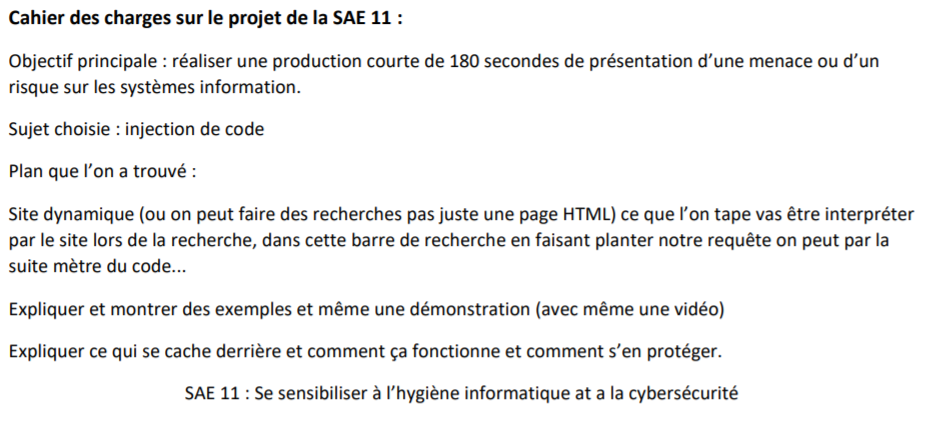 Cahier des charges sur le projet de la SAE 11 :
Objectif principale : réaliser une production courte de 180 secondes de présentation d’une menace ou d’un
risque sur les systèmes information.
Sujet choisie : injection de code
Plan que l’on a trouvé :
Site dynamique (ou on peut faire des recherches pas juste une page HTML) ce que l’on tape vas être interpréter
par le site lors de la recherche, dans cette barre de recherche en faisant planter notre requête on peut par la
suite mètre du code...
Expliquer et montrer des exemples et même une démonstration (avec même une vidéo)
Expliquer ce qui se cache derrière et comment ça fonctionne et comment s’en protéger.
SAE 11 : Se sensibiliser à l’hygiène informatique at a la cybersécurité